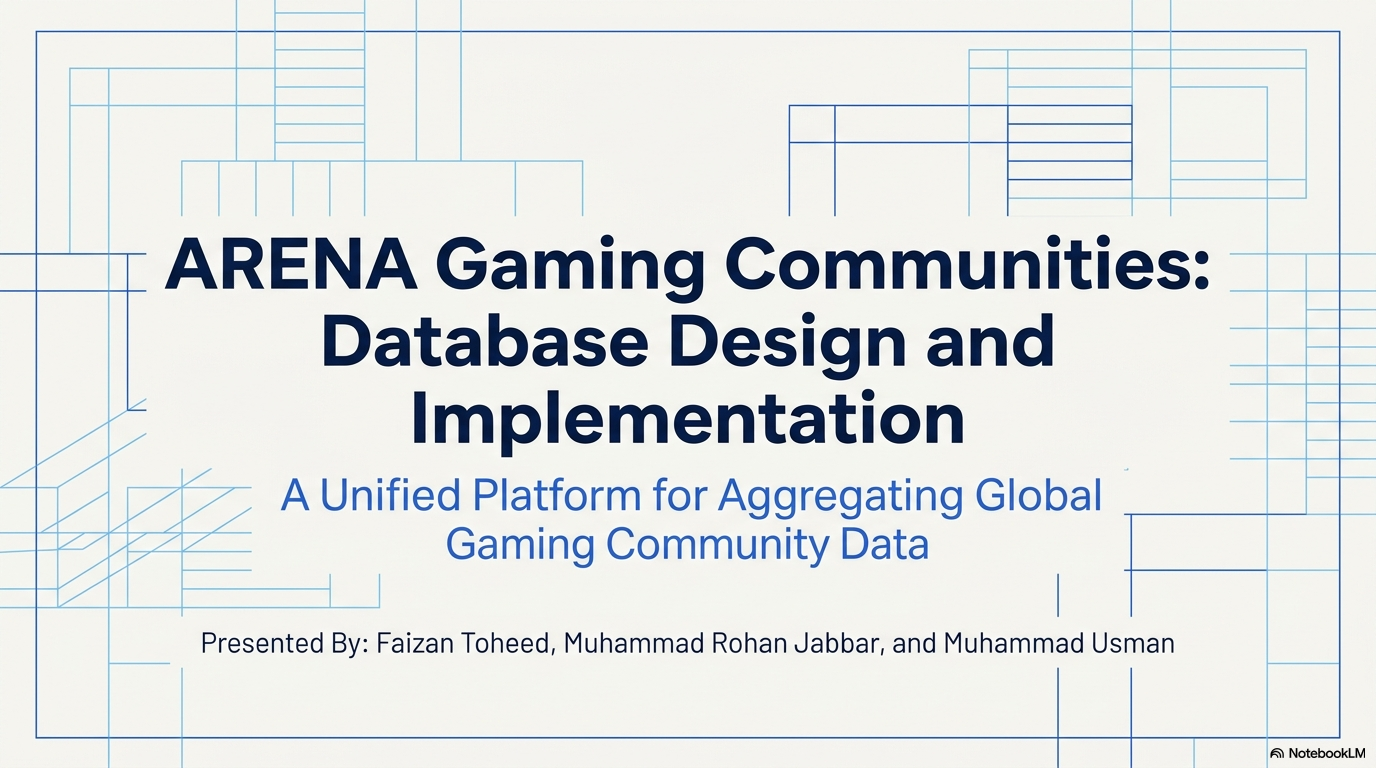 ARENA Gaming Communities:
Database Design and
Implementation
A Unified Platform for Aggregating Global
Gaming Community Data
Presented By: Faizan Toheed, Muhammad Rohan Jabbar, and Muhammad Usman
NotebookLM